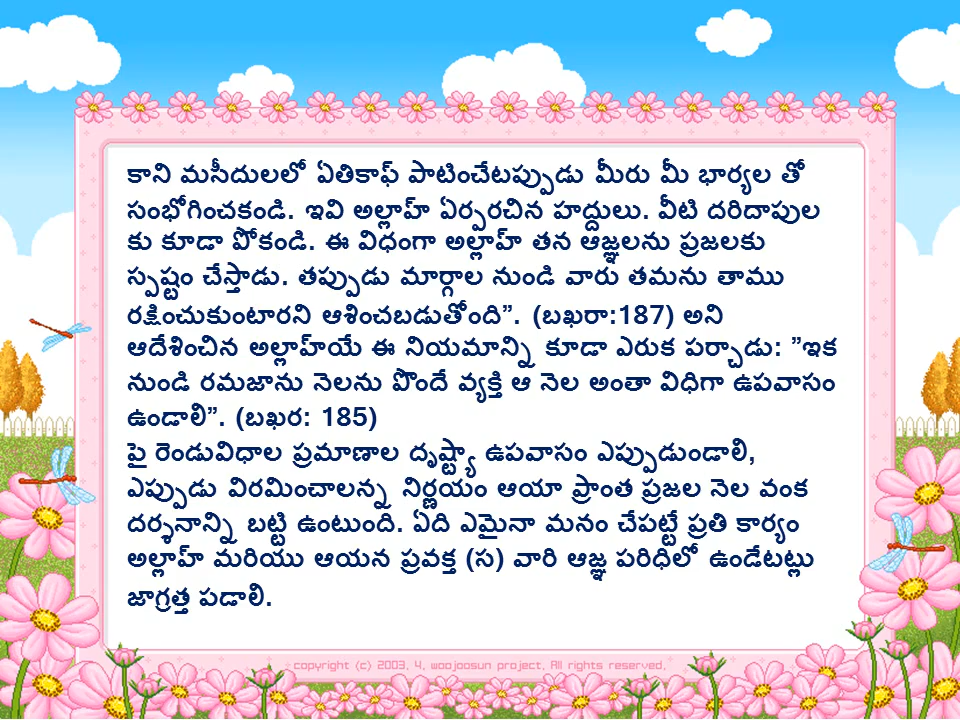 కాని మసీదులలో ఏతికాఫ్ పాటించేటప్పుడు మీరు మీ భార్యల తో
సంభోగించకండి. ఇవి అల్లాహ్ ఏర్పరచిన హద్దులు. వీటి దరిదాపుల
కు కూడా పోకండి. ఈ విధంగా అల్లాహ్ తన ఆజ్ఞలను ప్రజలకు
స్పష్టం చేస్తాడు. తప్పుడు మార్గాల నుండి వారు తమను తాము
రక్షించుకుంటారని ఆశించబడుతోంది”. (బఖరా:187) అని
ఆదేశించిన అల్లాహ్‌యే ఈ నియమాన్ని కూడా ఎరుక పర్చాడు: ”ఇక
నుండి రమజాను నెలను పొందే వ్యక్తి ఆ నెల అంతా విధిగా ఉపవాసం
ఉండాలి”. (బఖర: 185)
పై రెండువిధాల ప్రమాణాల దృష్ట్యా ఉపవాసం ఎప్పుడుండాలి,
ఎప్పుడు విరమించాలన్న నిర్ణయం ఆయా ప్రాంత ప్రజల నెల వంక
దర్శనాన్ని బట్టి ఉంటుంది. ఏది ఎమైనా మనం చేపట్టే ప్రతి కార్యం
అల్లాహ్ మరియు ఆయన ప్రవక్త (స) వారి ఆజ్ఞ పరిధిలో ఉండేటట్లు
జాగ్రత్త పడాలి.
copyright (c) 2003. 4. woojoosun project. All rights reserved.